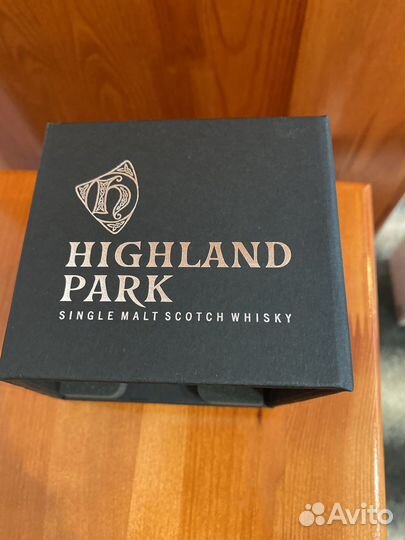 H
HIGHLAND
PARK
SINGLE MALT SCOTCH WHISKY
Avito